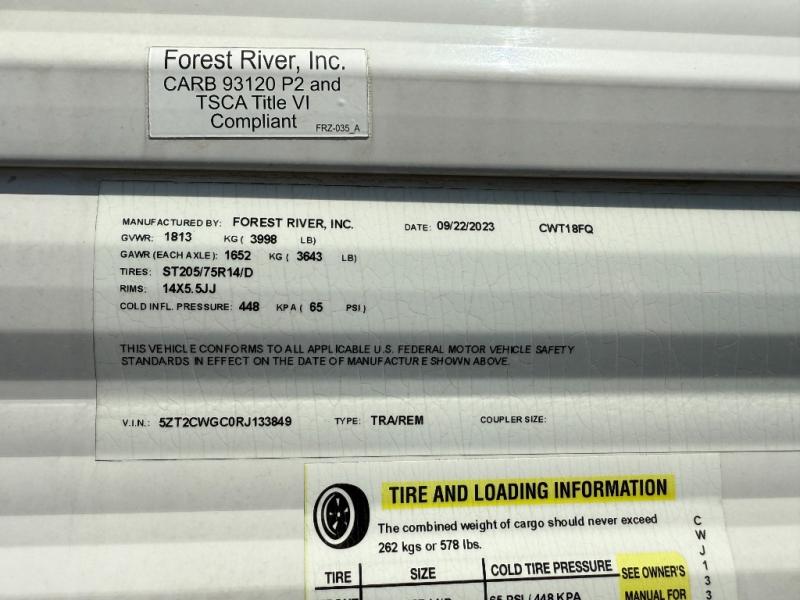 Forest River, Inc.
CARB 93120 P2 and
TSCA Title VI
Compliant
FRZ-035_A
MANUFACTURED BY: FOREST RIVER, INC. DATE: 09/22/2023 CWT18FQ
GVWR: 1813 KG ( 3998 LB)
GAWR (EACH AXLE): 1652 KG ( 3643 LB)
TIRES: ST205/75R14/D
RIMS: 14X5.5JJ
COLD INFL. PRESSURE: 448 KPA ( 65 PSI )
THIS VEHICLE CONFORMS TO ALL APPLICABLE U.S. FEDERAL MOTOR VEHICLE SAFETY
STANDARDS IN EFFECT ON THE DATE OF MANUFACTURE SHOWN ABOVE.
V.I.N.: 5ZT2CWGC0RJ133849 TYPE: TRA/REM COUPLER SIZE:
TIRE AND LOADING INFORMATION
The combined weight of cargo should never exceed
262 kgs or 578 lbs.
TIRE SIZE COLD TIRE PRESSURE SEE OWNER'S
65 PSI / 448 KPA MANUAL FOR
CWJ133